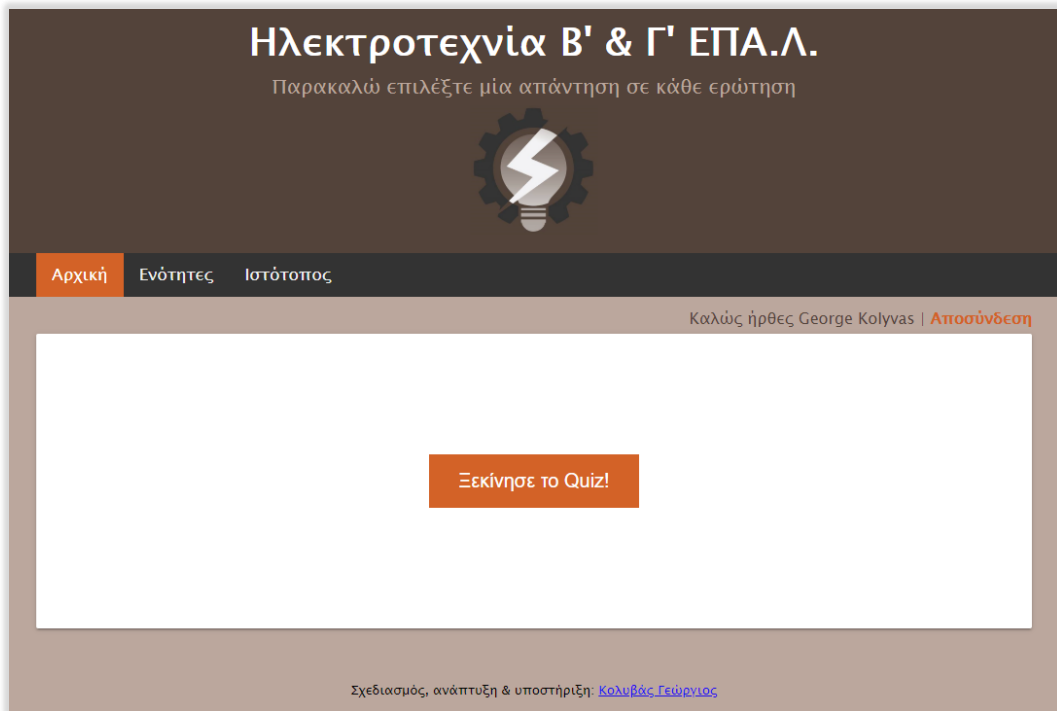 Ηλεκτροτεχνία Β' & Γ' ΕΠΑ.Λ.
Παρακαλώ επιλέξτε μία απάντηση σε κάθε ερώτηση
Αρχική Ενότητες Ιστότοπος
Καλώς ήρθες George Kolyvas | Αποσύνδεση
Ξεκίνησε το Quiz!
Σχεδιασμός, ανάπτυξη & υποστήριξη: Κολυβάς Γεώργιος